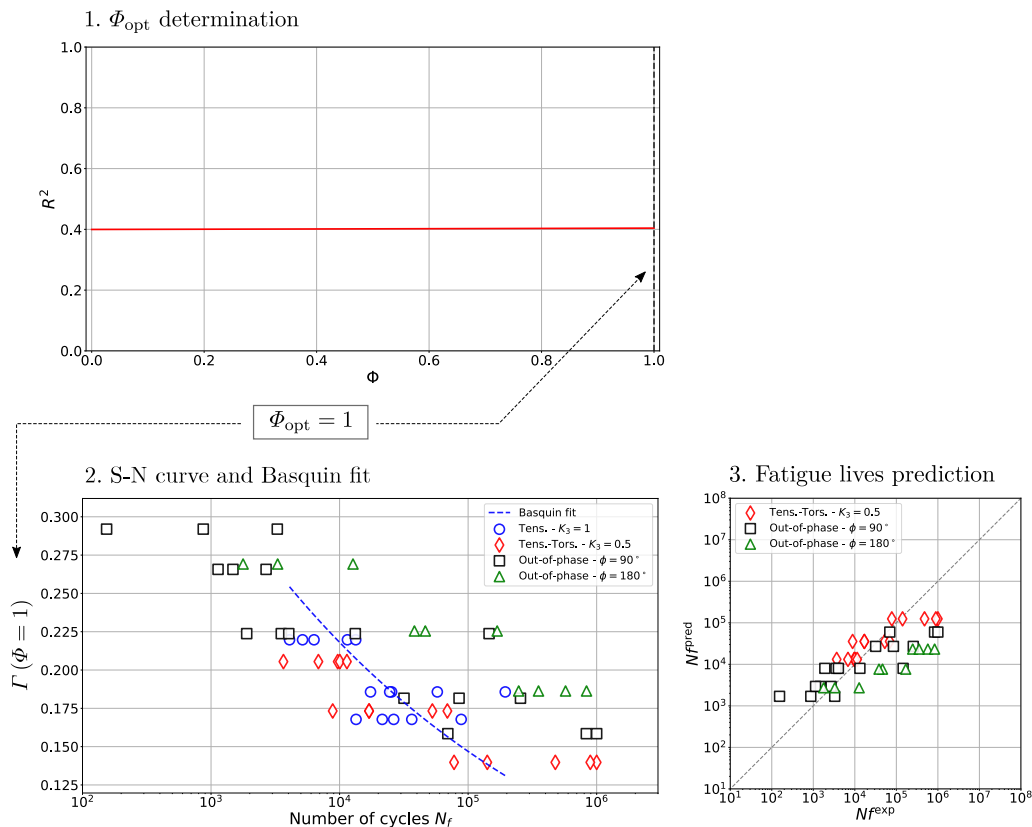 1. Φopt determination
1.0
0.8
0.6
0.4
0.2
0.0
R²
0.0 0.2 0.4 0.6 0.8 1.0
Φ
Φopt = 1
2. S-N curve and Basquin fit
0.300
0.275
0.250
0.225
0.200
0.175
0.150
0.125
Γ (Φ = 1)
Basquin fit
Tens. - K₃ = 1
Tens.-Tors. - K₃ = 0.5
Out-of-phase - ϕ = 90°
Out-of-phase - ϕ = 180°
10² 10³ 10⁴ 10⁵ 10⁶
Number of cycles Nf
3. Fatigue lives prediction
10⁸
10⁷
10⁶
10⁵
10⁴
10³
10²
10¹
Nf^pred
Tens.-Tors. - K₃ = 0.5
Out-of-phase - ϕ = 90°
Out-of-phase - ϕ = 180°
10¹ 10² 10³ 10⁴ 10⁵ 10⁶ 10⁷ 10⁸
Nf^exp